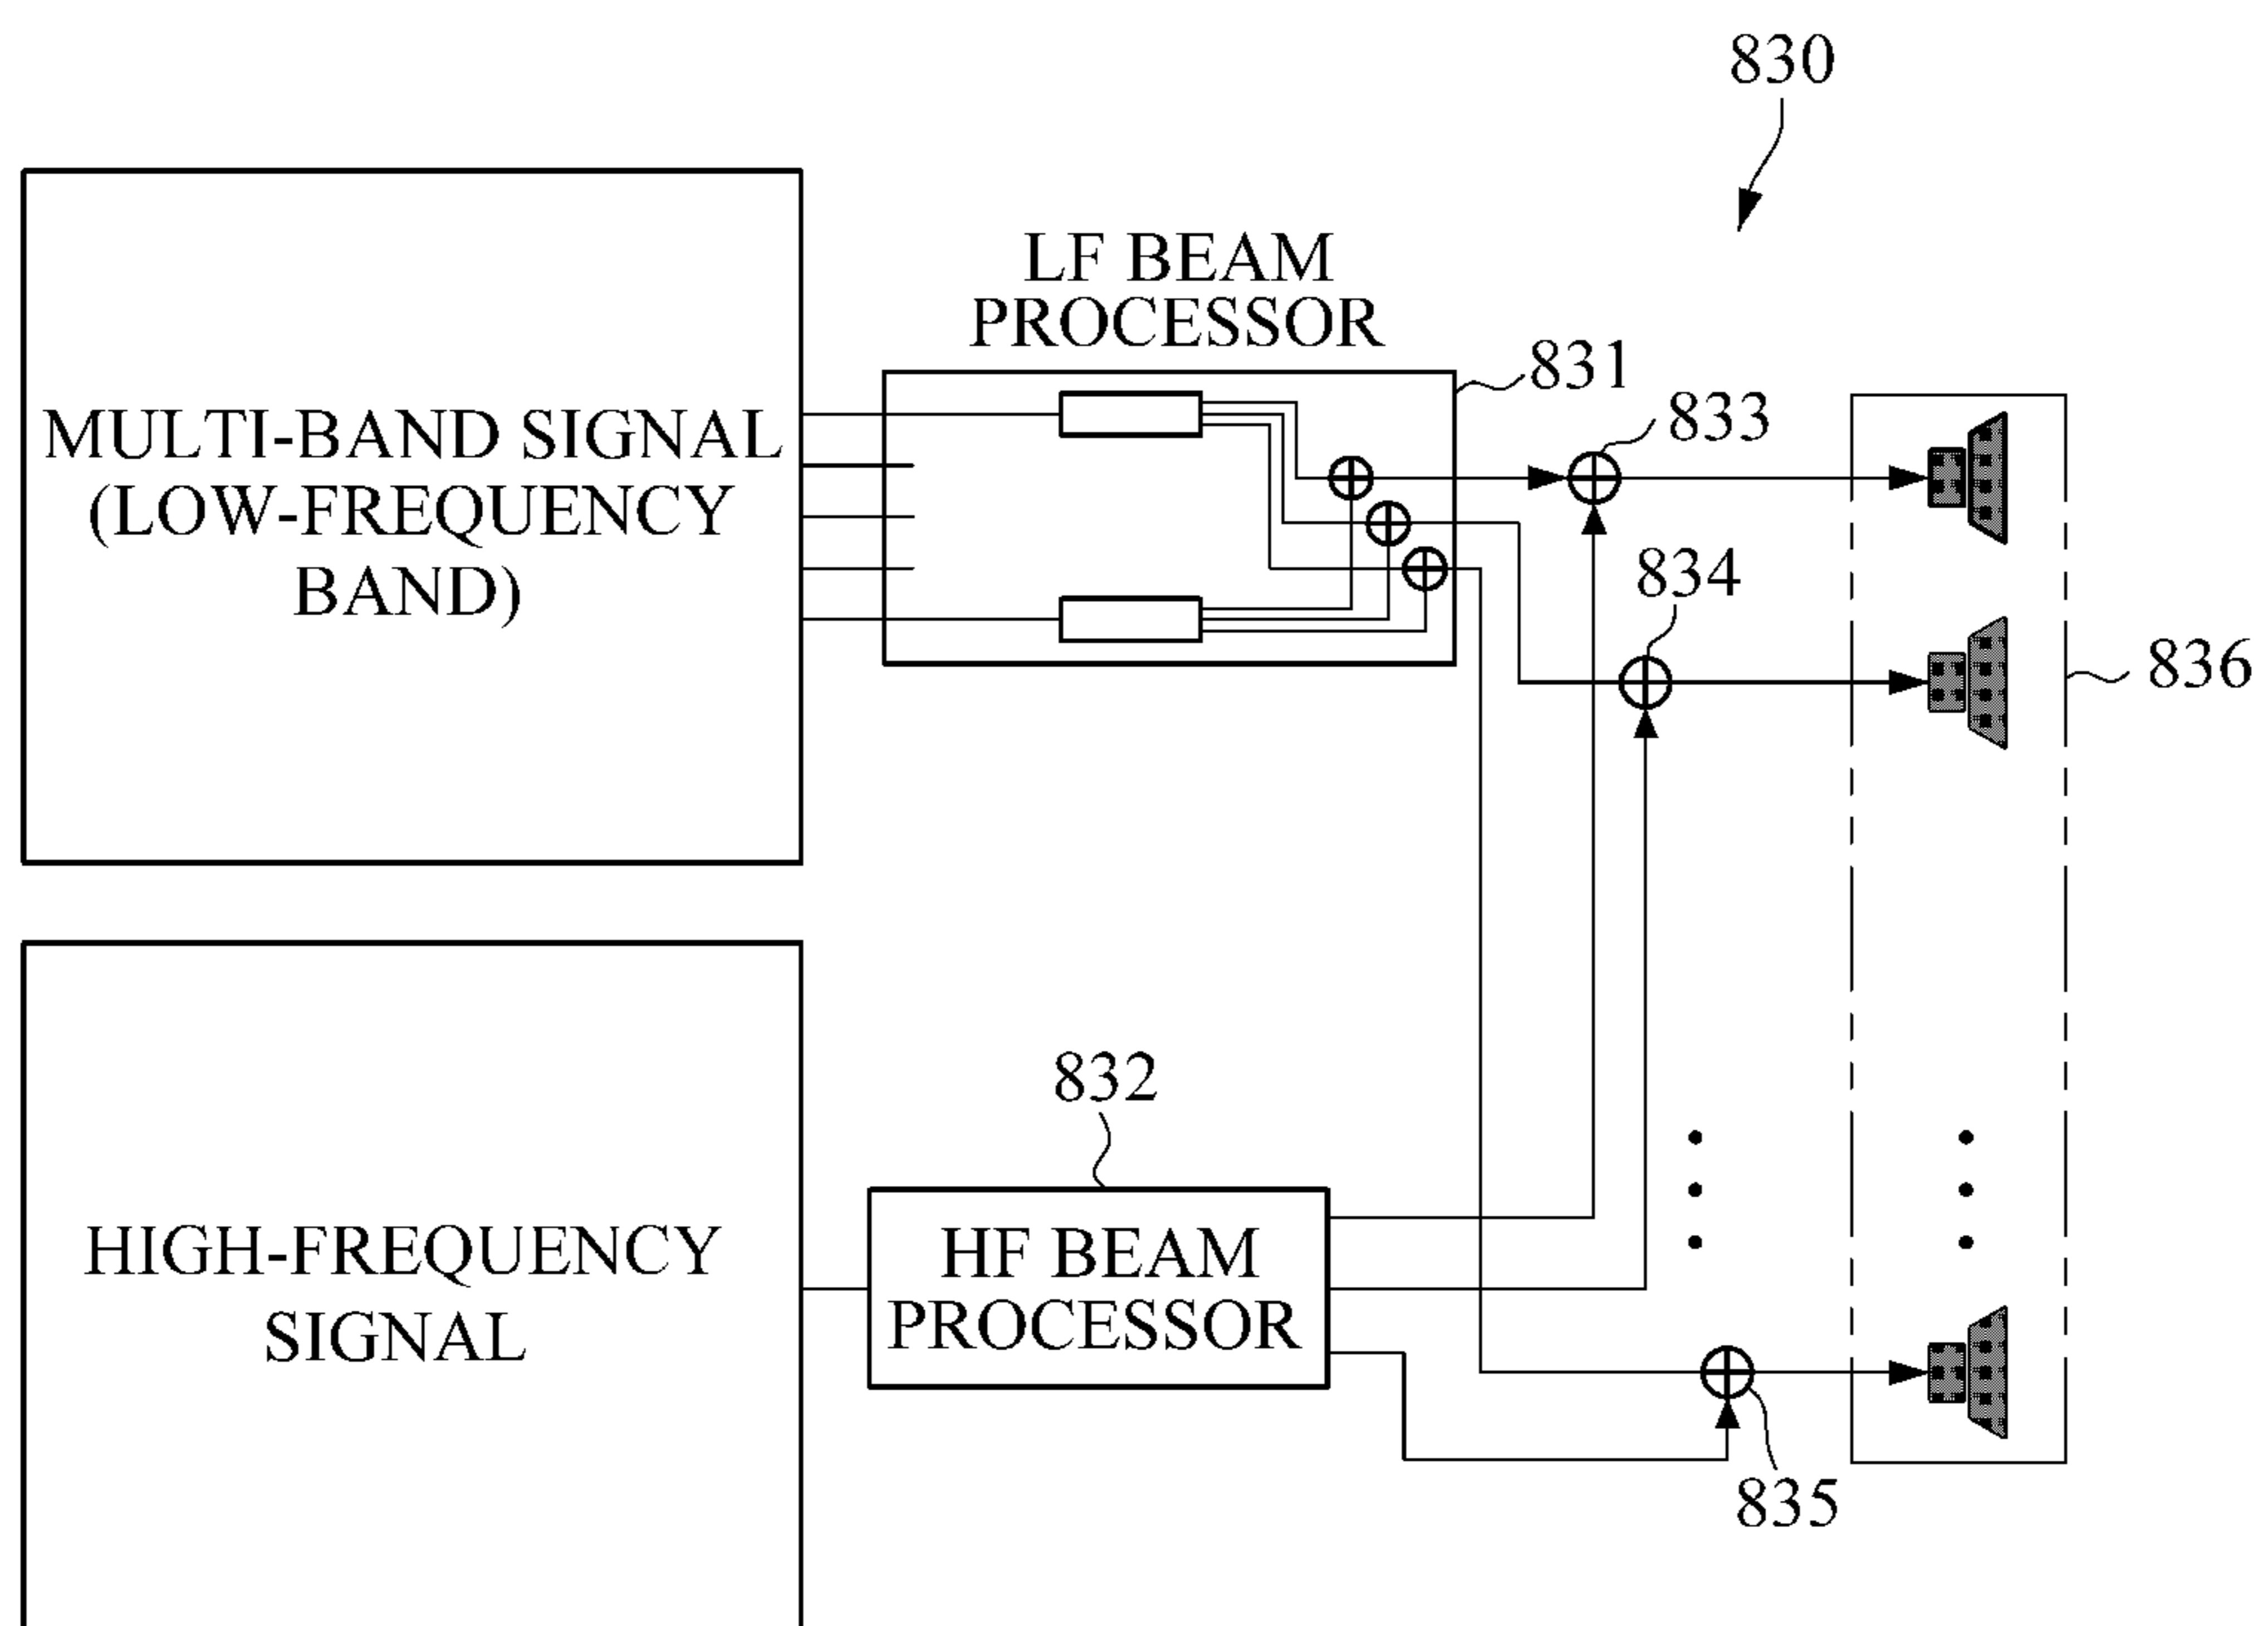 830
LF BEAM
PROCESSOR
831
833
MULTI-BAND SIGNAL
(LOW-FREQUENCY
BAND)
834
836
832
HIGH-FREQUENCY
SIGNAL
HF BEAM
PROCESSOR
835